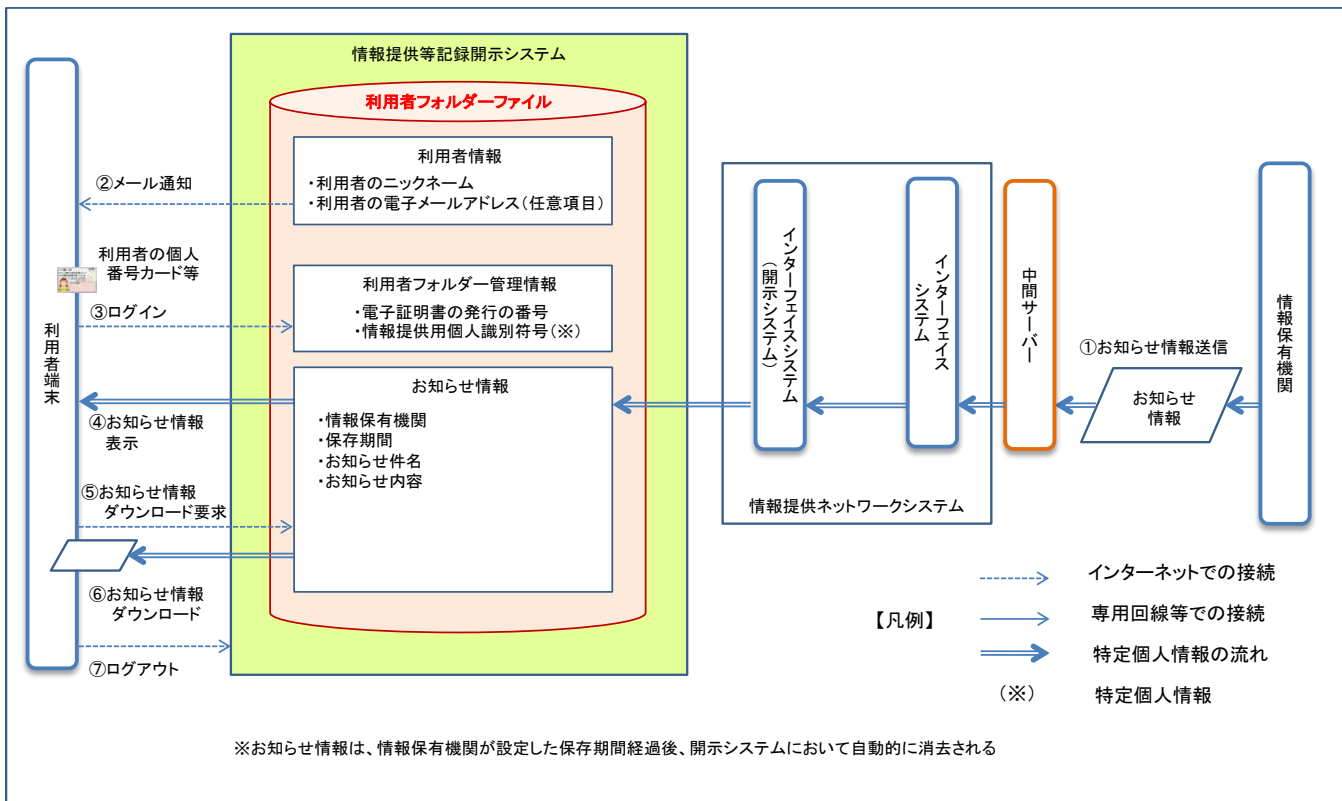 情報提供等記録開示システム
利用者フォルダーファイル
利用者情報
・利用者のニックネーム
・利用者の電子メールアドレス(任意項目)
②メール通知
利用者の個人
番号カード等
③ログイン
利用者フォルダー管理情報
・電子証明書の発行の番号
・情報提供用個人識別符号(※)
利用者端末
お知らせ情報
・情報保有機関
・保存期間
・お知らせ件名
・お知らせ内容
④お知らせ情報
表示
⑤お知らせ情報
ダウンロード要求
⑥お知らせ情報
ダウンロード
⑦ログアウト
インターフェイスシステム
(開示システム)
インターフェイス
システム
情報提供ネットワークシステム
中間サーバー
①お知らせ情報送信
お知らせ
情報
情報保有機関
【凡例】
インターネットでの接続
専用回線等での接続
特定個人情報の流れ
(※) 特定個人情報
※お知らせ情報は、情報保有機関が設定した保存期間経過後、開示システムにおいて自動的に消去される